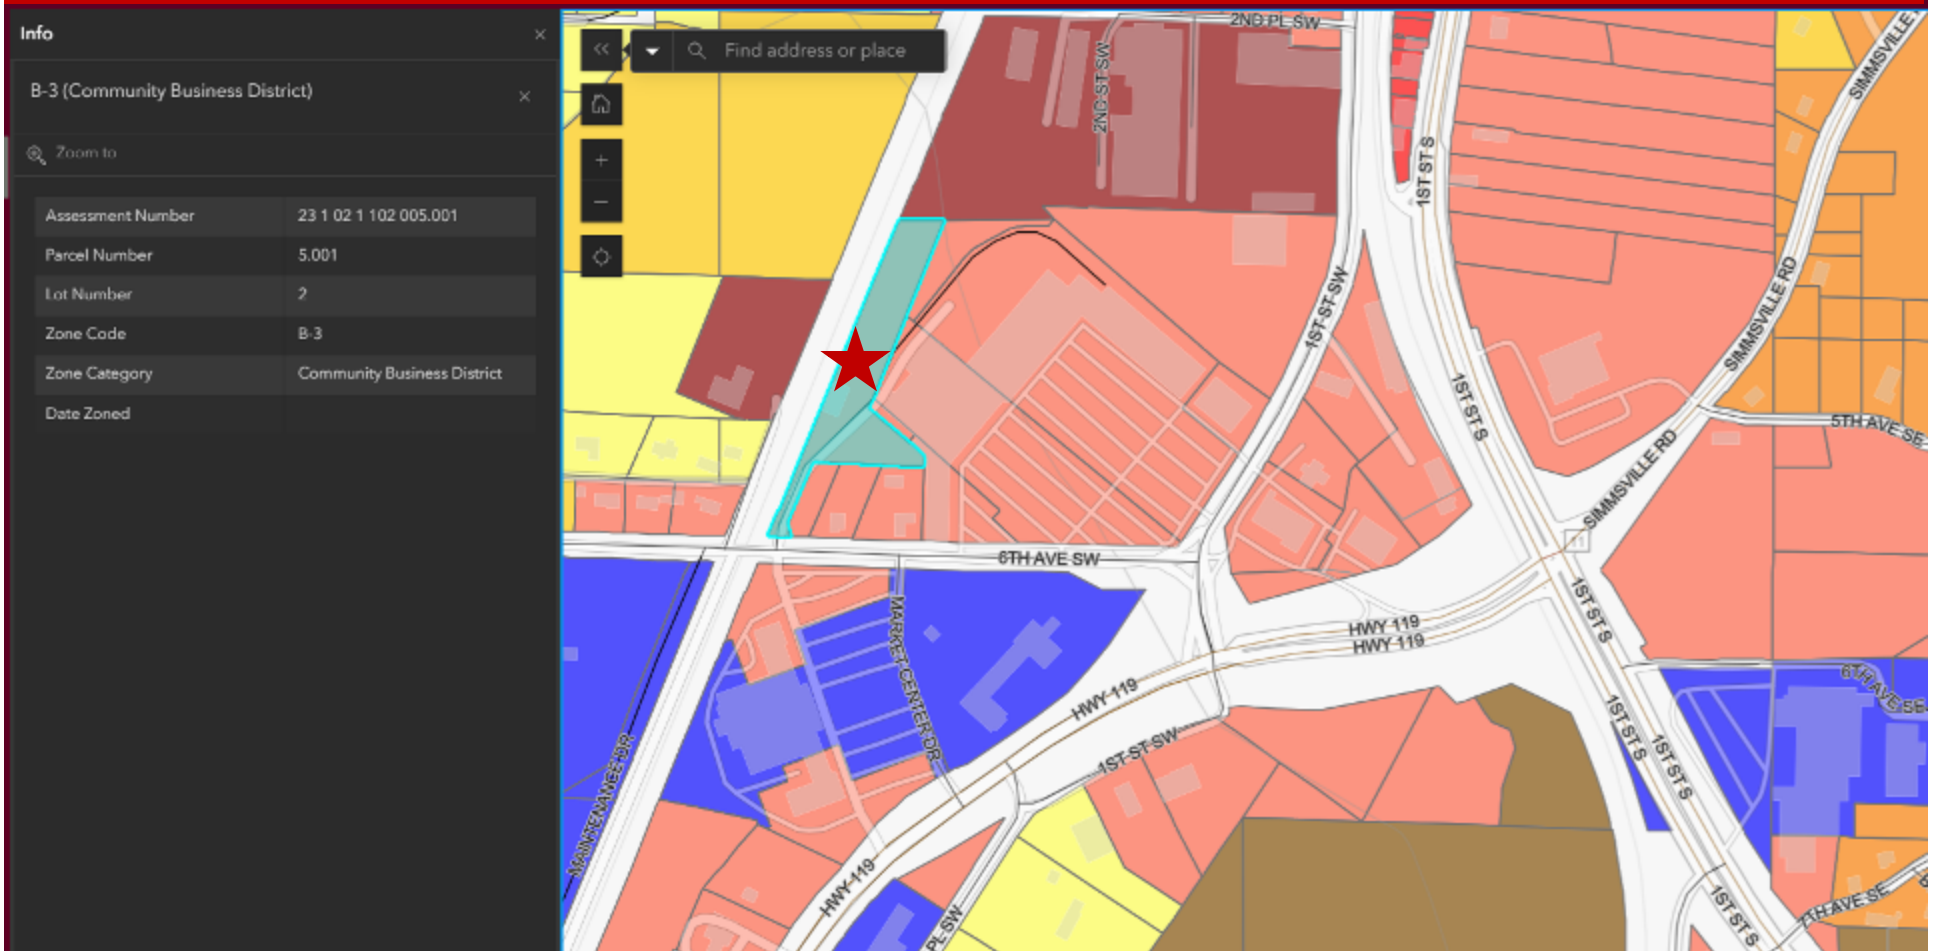 Info
B-3 (Community Business District)
Zoom to
Assessment Number 23 1 02 1 102 005.001
Parcel Number 5.001
Lot Number 2
Zone Code B-3
Zone Category Community Business District
Date Zoned
Find address or place
2ND PL SW
2ND ST SW
1ST ST S
SIMMSVILLE
SIMMSVILLE RD
1ST ST SW
1ST ST S
5TH AVE SE
SIMMSVILLE RD
6TH AVE SW
11
MARKET CENTER DR
HWY 119
HWY 119
HWY 119
1ST ST S
6TH AVE SE
1ST ST SW
1ST ST S
1ST ST S
MAINTENANCE DR
HWY 119
PL SW
1ST ST S
7TH AVE SE